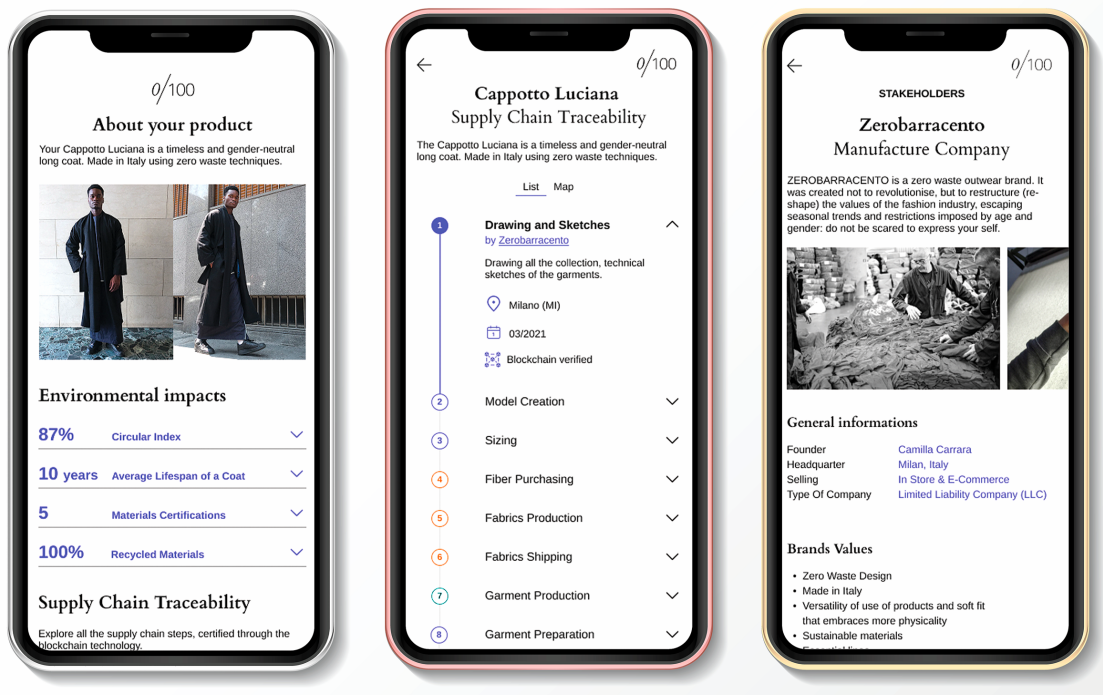 0/100
About your product
Your Cappotto Luciana is a timeless and gender-neutral
long coat. Made in Italy using zero waste techniques.
Environmental impacts
87% Circular Index
10 years Average Lifespan of a Coat
5 Materials Certifications
100% Recycled Materials
Supply Chain Traceability
Explore all the supply chain steps, certified through the
blockchain technology.
0/100
Cappotto Luciana
Supply Chain Traceability
The Cappotto Luciana is a timeless and gender-neutral
long coat. Made in Italy using zero waste techniques.
List Map
1 Drawing and Sketches
by Zerobarracento
Drawing all the collection, technical
sketches of the garments.
Milano (MI)
03/2021
Blockchain verified
2 Model Creation
3 Sizing
4 Fiber Purchasing
5 Fabrics Production
6 Fabrics Shipping
7 Garment Production
8 Garment Preparation
0/100
STAKEHOLDERS
Zerobarracento
Manufacture Company
ZEROBARRACENTO is a zero waste outwear brand. It
was created not to revolutionise, but to restructure (re-
shape) the values of the fashion industry, escaping
seasonal trends and restrictions imposed by age and
gender: do not be scared to express your self.
General informations
Founder Camilla Carrara
Headquarter Milan, Italy
Selling In Store & E-Commerce
Type Of Company Limited Liability Company (LLC)
Brands Values
• Zero Waste Design
• Made in Italy
• Versatility of use of products and soft fit
that embraces more physicality
• Sustainable materials